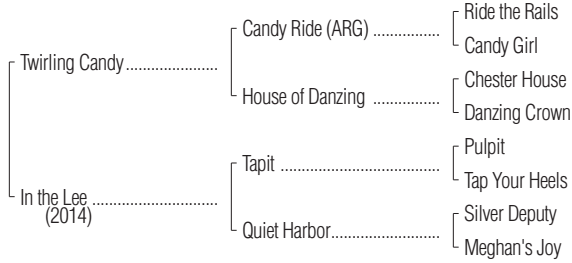 Ride the Rails
Candy Ride (ARG) ................
Candy Girl
Twirling Candy ......................
Chester House
House of Danzing ................
Danzing Crown
Pulpit
Tapit ......................................
Tap Your Heels
In the Lee ..............................
(2014)
Silver Deputy
Quiet Harbor..........................
Meghan's Joy